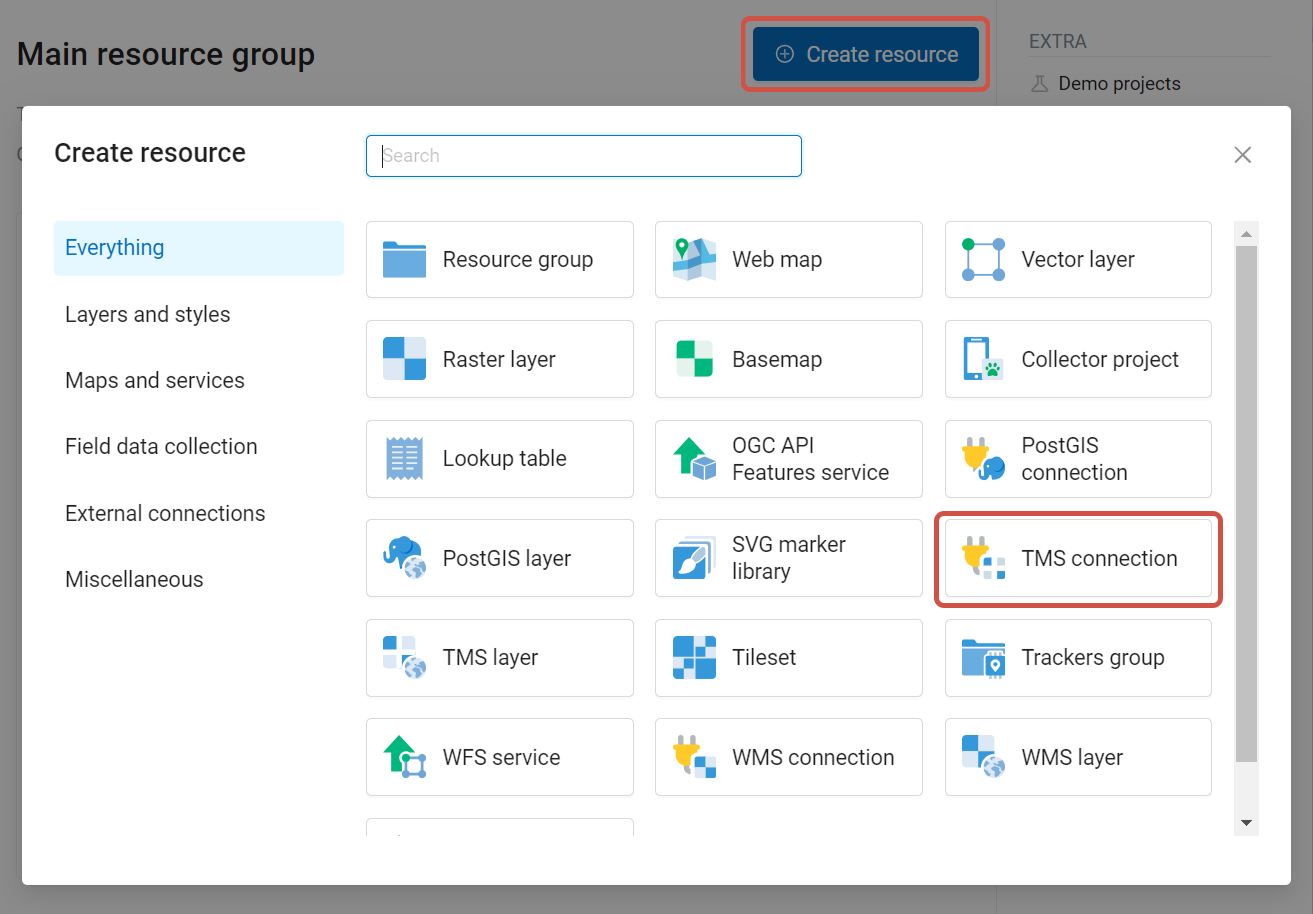 Main resource group
Create resource
EXTRA
Demo projects
Create resource
Search
Everything
Layers and styles
Maps and services
Field data collection
External connections
Miscellaneous
Resource group
Web map
Vector layer
Raster layer
Basemap
Collector project
Lookup table
OGC API
Features service
PostGIS
connection
PostGIS layer
SVG marker
library
TMS connection
TMS layer
Tileset
Trackers group
WFS service
WMS connection
WMS layer